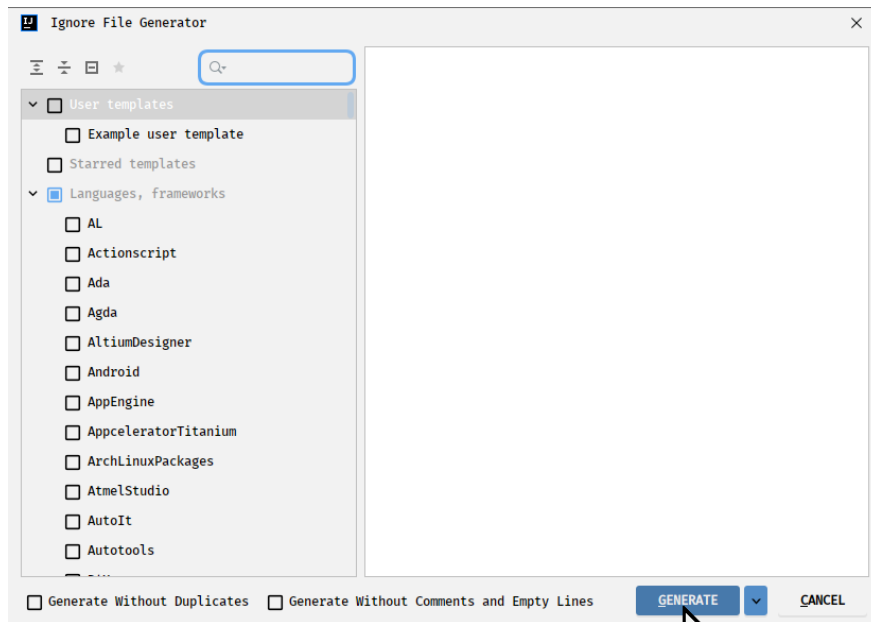 Ignore File Generator
User templates
Example user template
Starred templates
Languages, frameworks
AL
Actionscript
Ada
Agda
AltiumDesigner
Android
AppEngine
AppceleratorTitanium
ArchLinuxPackages
AtmelStudio
AutoIt
Autotools
Generate Without Duplicates
Generate Without Comments and Empty Lines
GENERATE
CANCEL